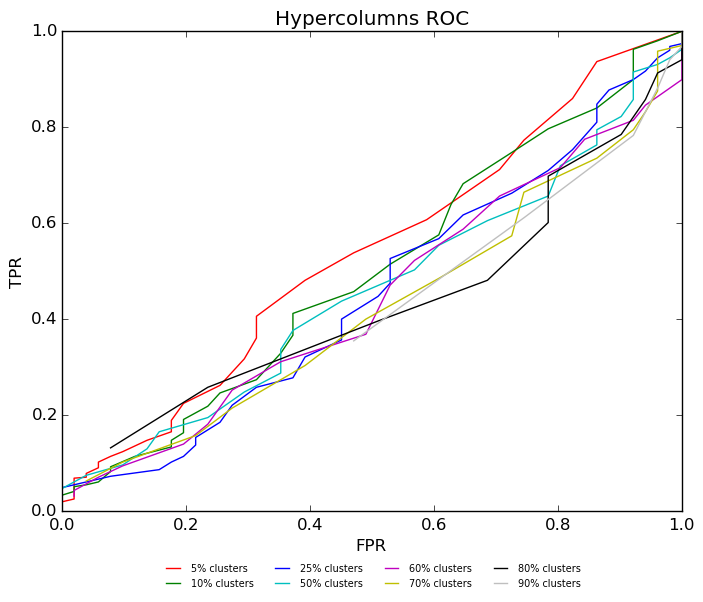 Hypercolumns ROC
1.0
0.8
0.6
0.4
0.2
0.0
TPR
0.0 0.2 0.4 0.6 0.8 1.0
FPR
5% clusters 25% clusters 60% clusters 80% clusters
10% clusters 50% clusters 70% clusters 90% clusters